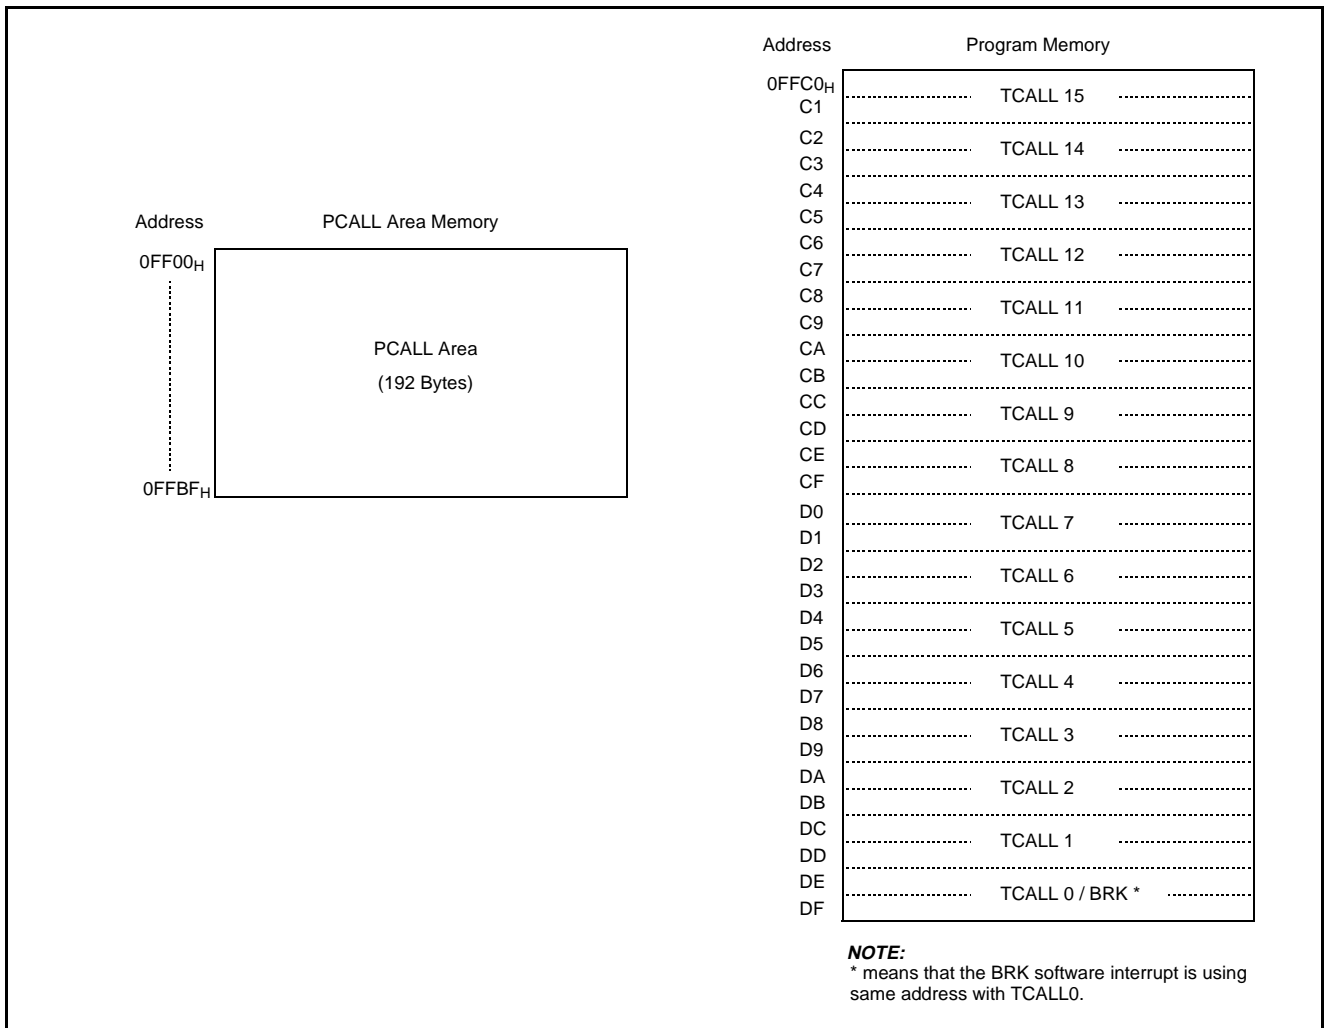 Address PCALL Area Memory
0FF00H
PCALL Area
(192 Bytes)
0FFBFH
Address Program Memory
0FFC0H
C1
TCALL 15
C2
C3
TCALL 14
C4
C5
TCALL 13
C6
C7
TCALL 12
C8
C9
TCALL 11
CA
CB
TCALL 10
CC
CD
TCALL 9
CE
CF
TCALL 8
D0
D1
TCALL 7
D2
D3
TCALL 6
D4
D5
TCALL 5
D6
D7
TCALL 4
D8
D9
TCALL 3
DA
DB
TCALL 2
DC
DD
TCALL 1
DE
DF
TCALL 0 / BRK *
NOTE:
* means that the BRK software interrupt is using
same address with TCALL0.